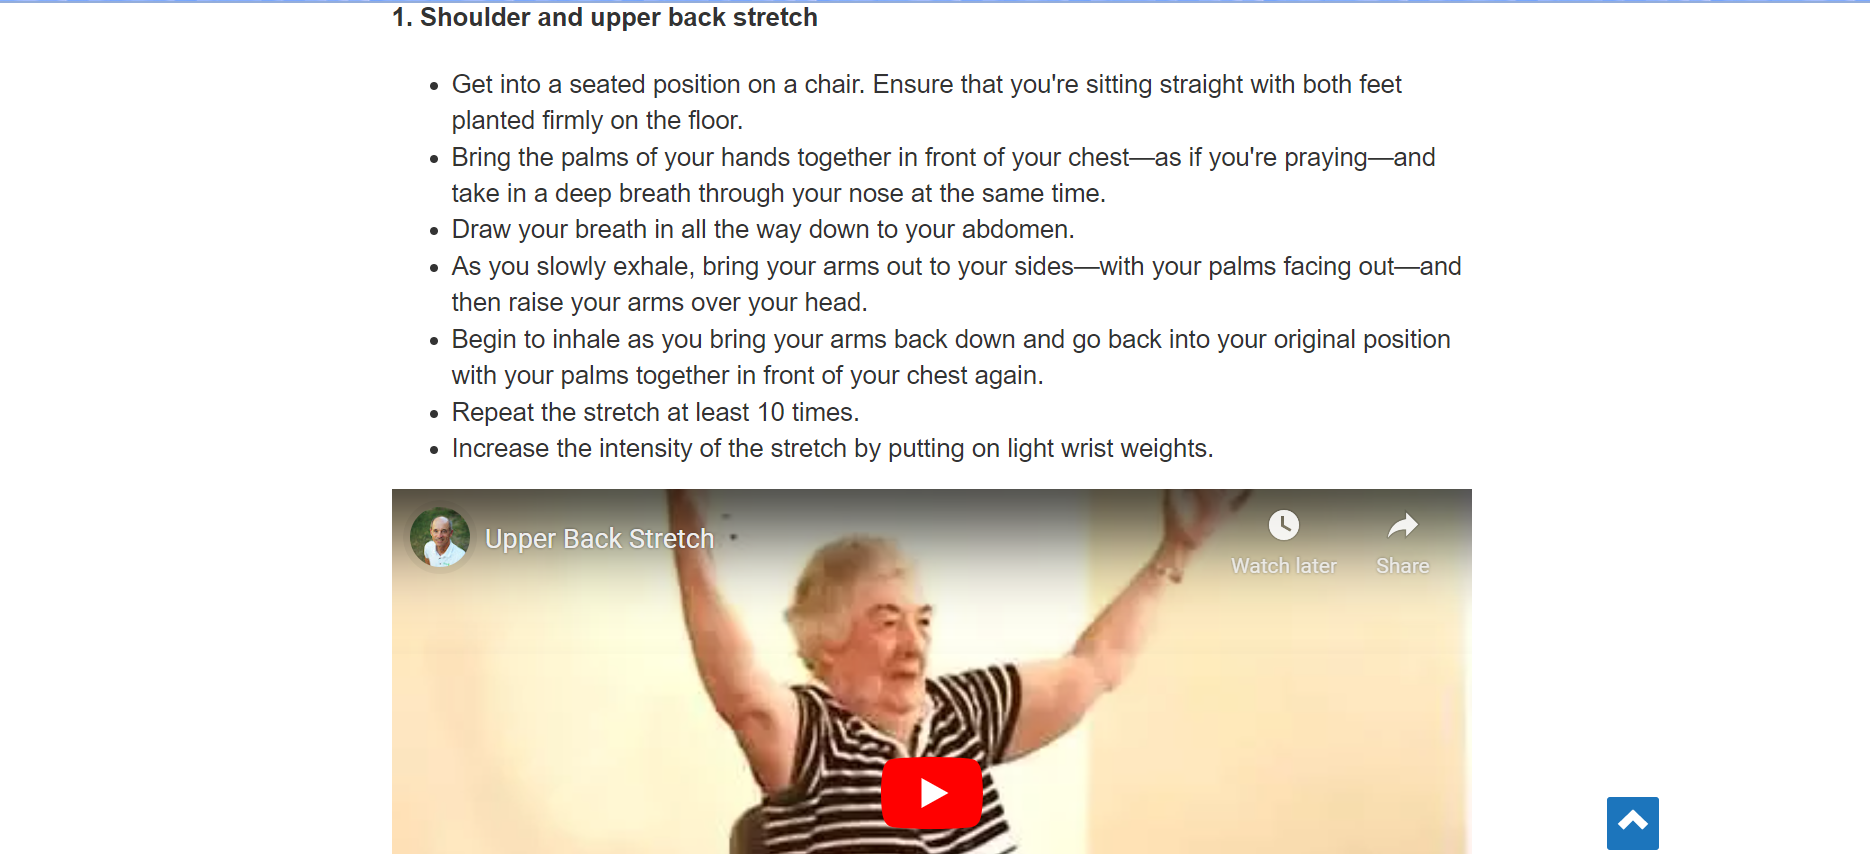 1. Shoulder and upper back stretch
Get into a seated position on a chair. Ensure that you're sitting straight with both feet
planted firmly on the floor.
Bring the palms of your hands together in front of your chest—as if you're praying—and
take in a deep breath through your nose at the same time.
Draw your breath in all the way down to your abdomen.
As you slowly exhale, bring your arms out to your sides—with your palms facing out—and
then raise your arms over your head.
Begin to inhale as you bring your arms back down and go back into your original position
with your palms together in front of your chest again.
Repeat the stretch at least 10 times.
Increase the intensity of the stretch by putting on light wrist weights.
Upper Back Stretch
Watch later
Share